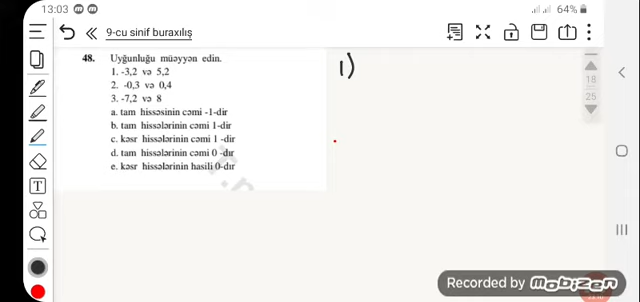 13:03
64%
9-cu sinif buraxılış
48. Uyğunluğu müəyyən edin.
1. -3,2 və 5,2
2. -0,3 və 0,4
3. -7,2 və 8
a. tam hissəsinin cəmi -1-dir
b. tam hissələrinin cəmi 1-dir
c. kəsr hissələrinin cəmi 1 -dir
d. tam hissələrinin cəmi 0 -dır
e. kəsr hissələrinin hasili 0-dır
1)
18
25
T
Recorded by mobizen